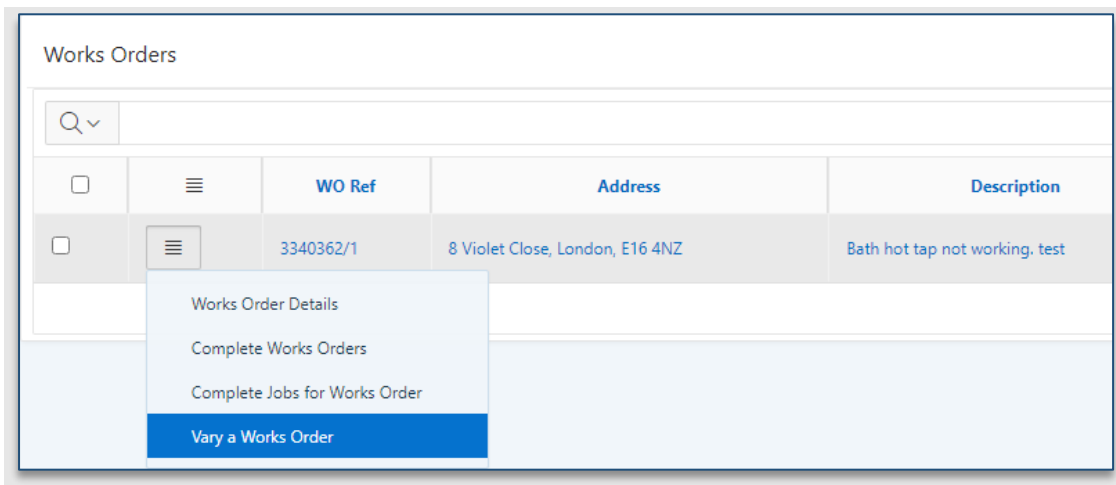 Works Orders
WO Ref Address Description
3340362/1 8 Violet Close, London, E16 4NZ Bath hot tap not working. test
Works Order Details
Complete Works Orders
Complete Jobs for Works Order
Vary a Works Order